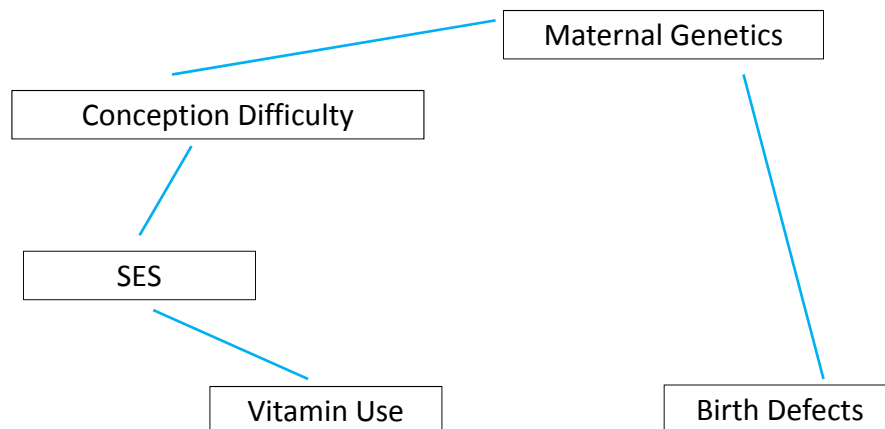 Maternal Genetics
Conception Difficulty
SES
Vitamin Use
Birth Defects